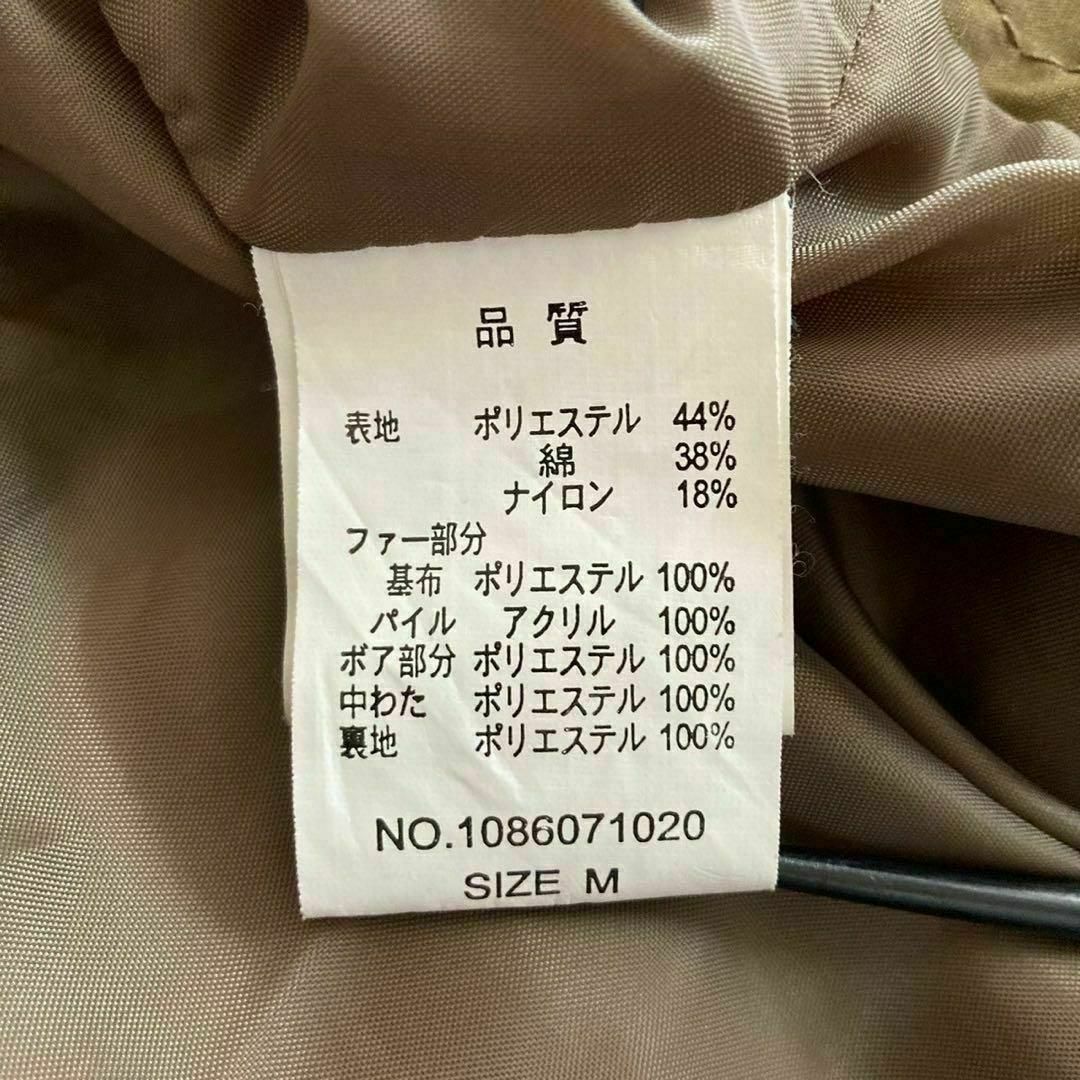 品質
表地 ポリエステル 44%
綿 38%
ナイロン 18%
ファー部分
基布 ポリエステル 100%
パイル アクリル 100%
ボア部分 ポリエステル 100%
中わた ポリエステル 100%
裏地 ポリエステル 100%
NO.1086071020
SIZE M